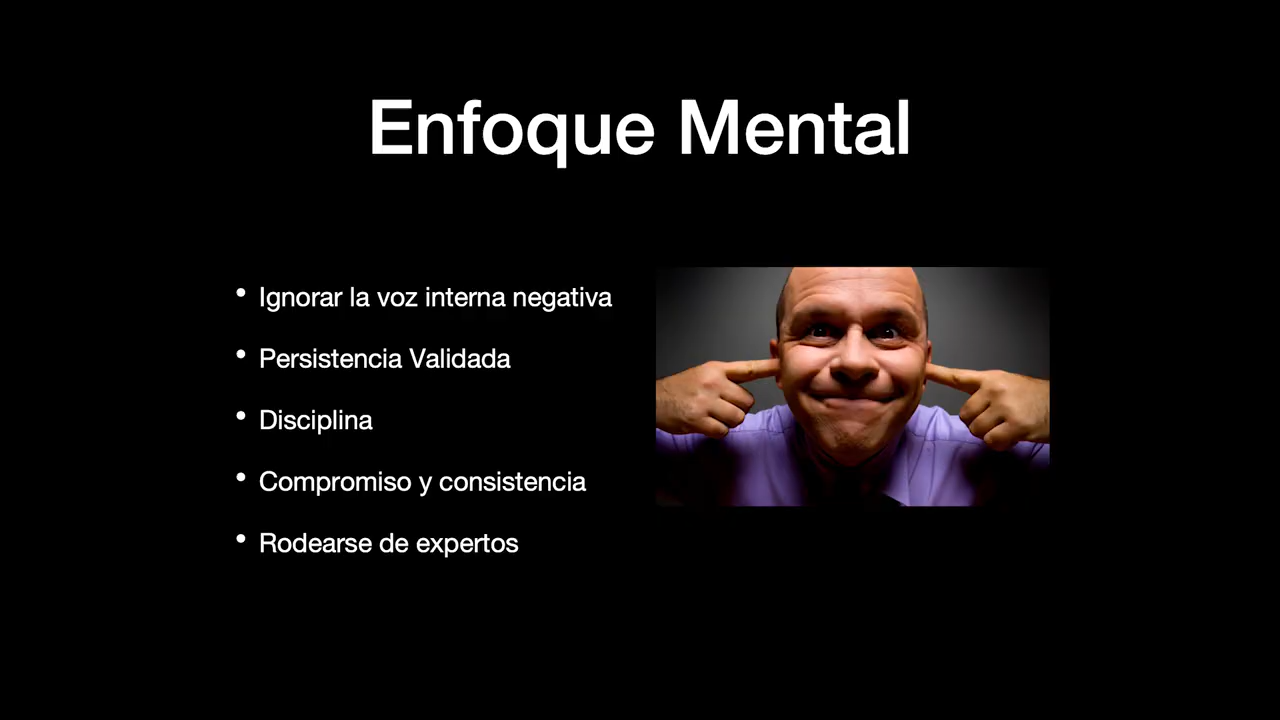 Enfoque Mental
• Ignorar la voz interna negativa
• Persistencia Validada
• Disciplina
• Compromiso y consistencia
• Rodearse de expertos